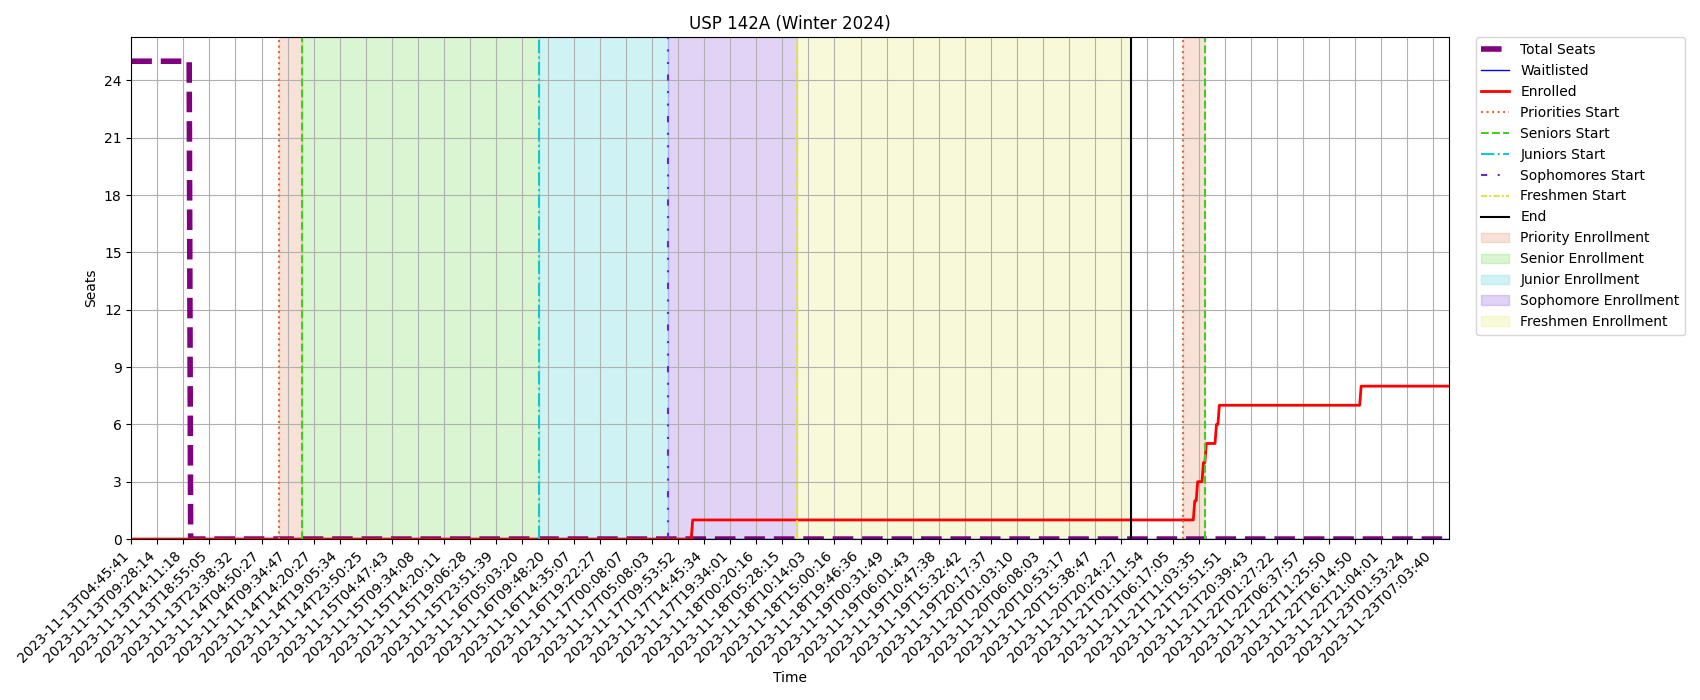 USP 142A (Winter 2024)
Total Seats
Waitlisted
Enrolled
Priorities Start
Seniors Start
Juniors Start
Sophomores Start
Freshmen Start
End
Priority Enrollment
Senior Enrollment
Junior Enrollment
Sophomore Enrollment
Freshmen Enrollment
Seats
24
21
18
15
12
9
6
3
0
2023-11-13T04:45:41
2023-11-13T09:28:14
2023-11-13T14:11:18
2023-11-13T18:55:05
2023-11-13T23:38:32
2023-11-14T04:50:27
2023-11-14T09:34:47
2023-11-14T14:20:27
2023-11-14T19:05:34
2023-11-14T23:50:25
2023-11-15T04:47:43
2023-11-15T09:34:08
2023-11-15T14:20:11
2023-11-15T19:06:28
2023-11-15T23:51:39
2023-11-16T05:03:20
2023-11-16T09:48:20
2023-11-16T14:35:07
2023-11-16T19:22:27
2023-11-17T00:08:07
2023-11-17T05:08:03
2023-11-17T09:53:52
2023-11-17T14:45:34
2023-11-17T19:34:01
2023-11-18T00:20:16
2023-11-18T05:28:15
2023-11-18T10:14:03
2023-11-18T15:00:16
2023-11-18T19:46:36
2023-11-19T00:31:49
2023-11-19T06:01:43
2023-11-19T10:47:38
2023-11-19T15:32:42
2023-11-19T20:17:37
2023-11-20T01:03:10
2023-11-20T06:08:03
2023-11-20T10:53:17
2023-11-20T15:38:47
2023-11-20T20:24:27
2023-11-21T01:11:54
2023-11-21T06:17:05
2023-11-21T11:03:35
2023-11-21T15:51:51
2023-11-21T20:39:43
2023-11-22T01:27:22
2023-11-22T06:37:57
2023-11-22T11:25:50
2023-11-22T16:14:50
2023-11-22T21:04:01
2023-11-23T01:53:24
2023-11-23T07:03:40
Time